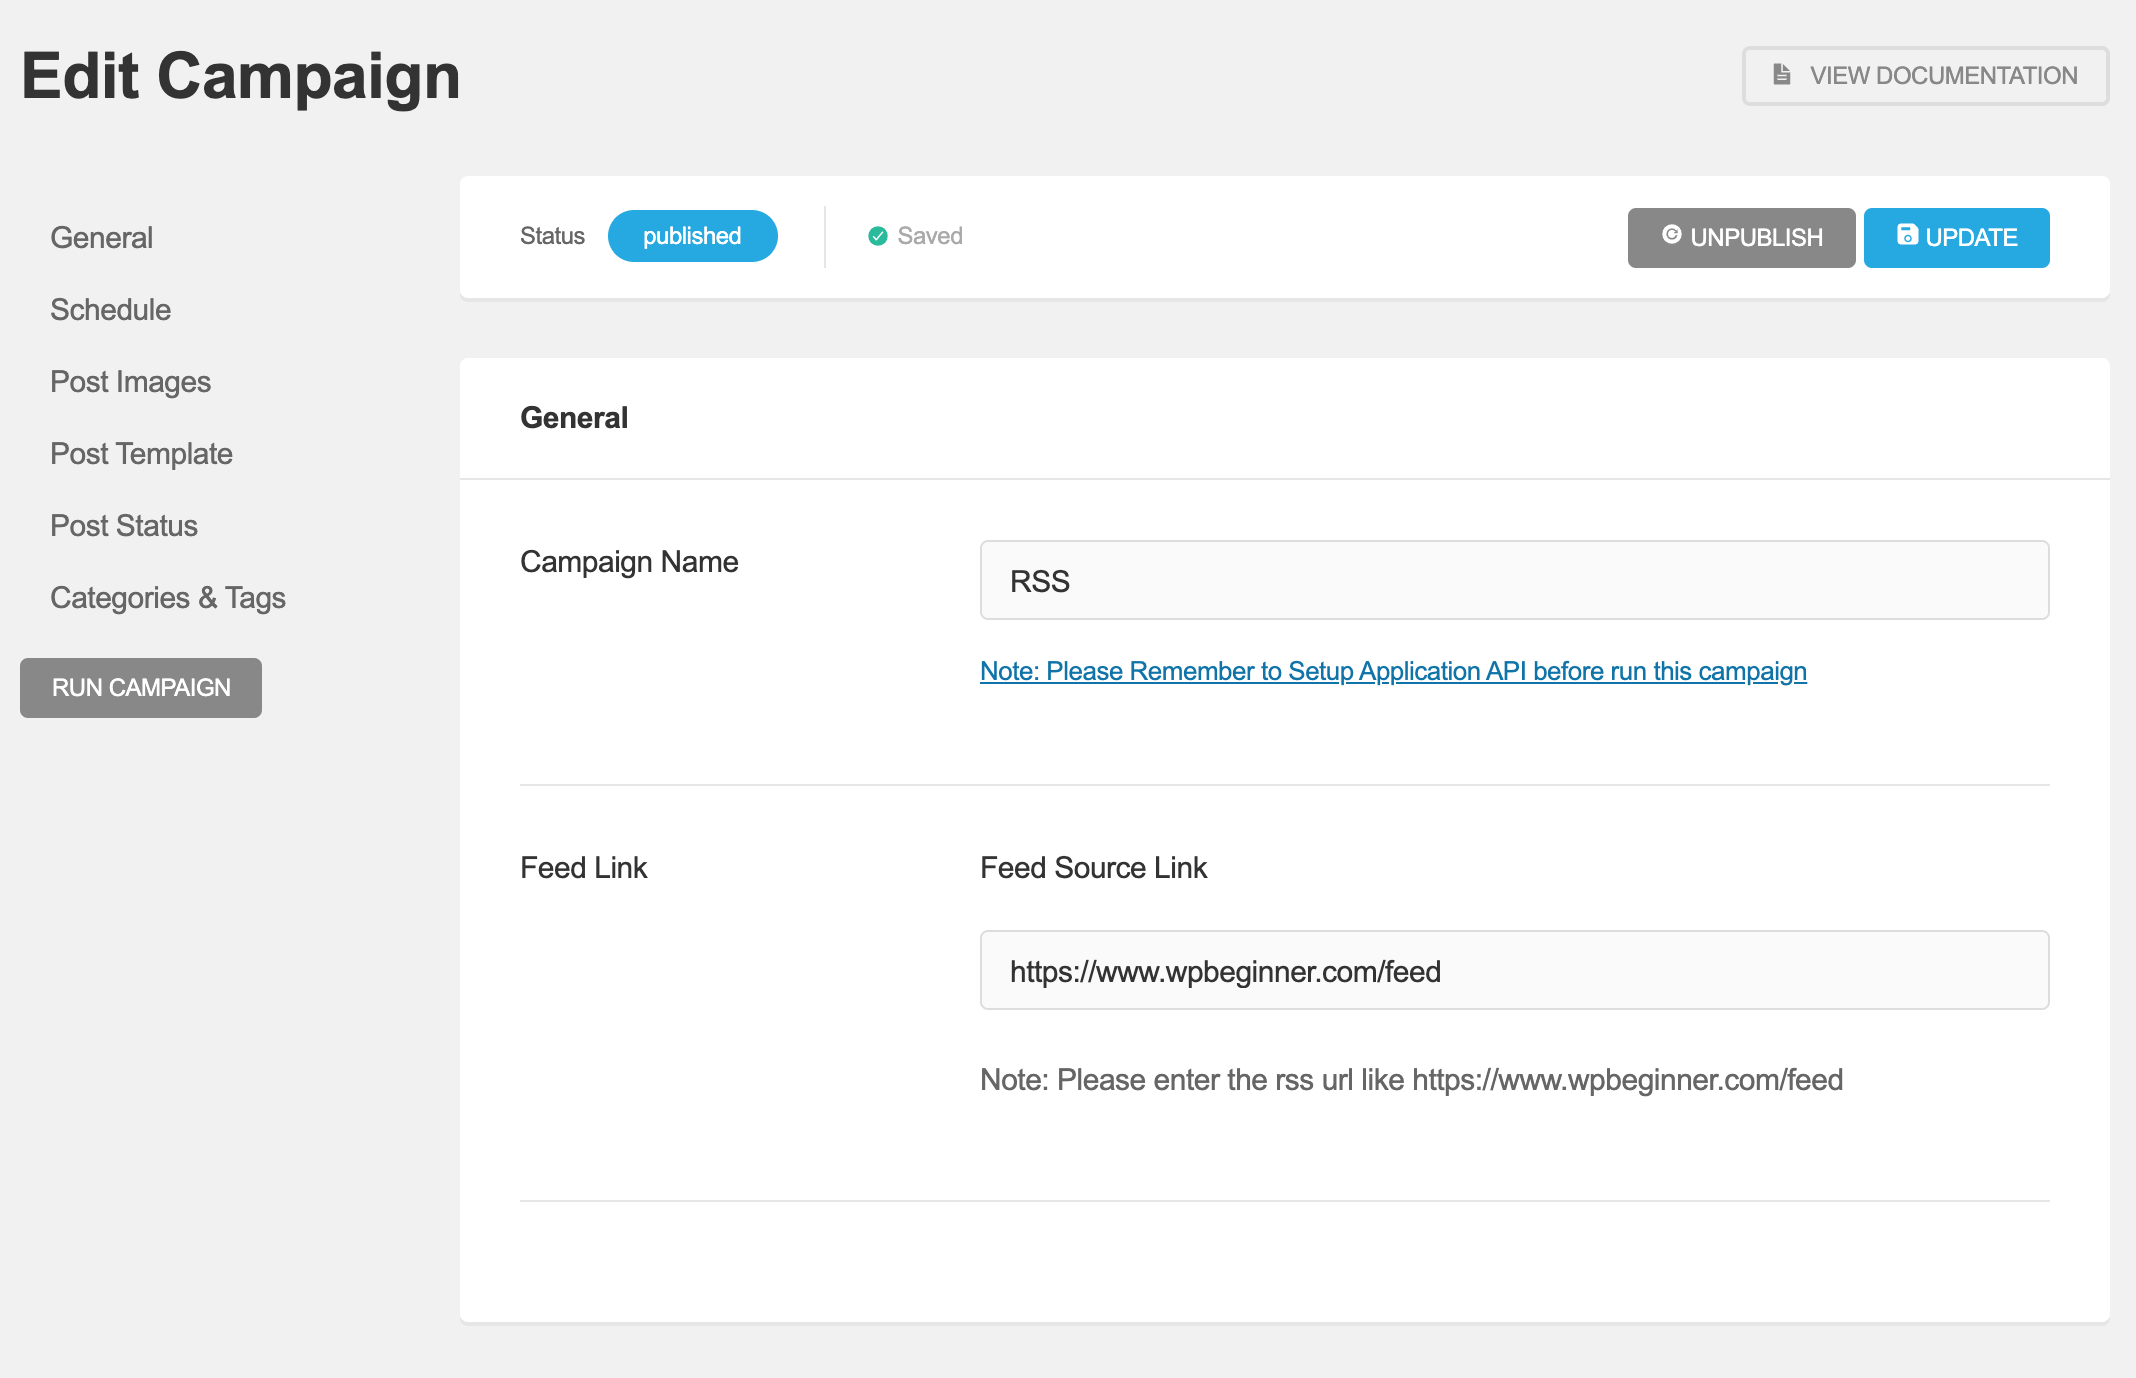 Edit Campaign
VIEW DOCUMENTATION
General
Schedule
Post Images
Post Template
Post Status
Categories & Tags
RUN CAMPAIGN
Status
published
Saved
UNPUBLISH
UPDATE
General
Campaign Name
RSS
Note: Please Remember to Setup Application API before run this campaign
Feed Link
Feed Source Link
https://www.wpbeginner.com/feed
Note: Please enter the rss url like https://www.wpbeginner.com/feed